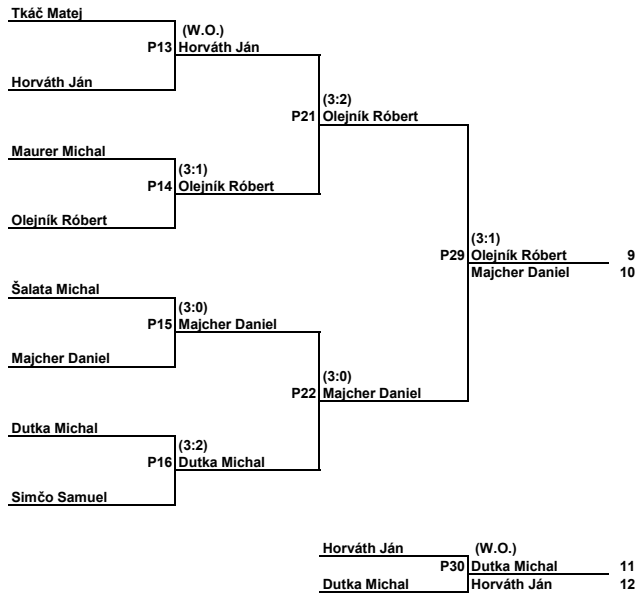 Tkáč Matej
(W.O.)
P13 Horváth Ján
Horváth Ján
(3:2)
P21 Olejník Róbert
Maurer Michal
(3:1)
P14 Olejník Róbert
Olejník Róbert
(3:1)
P29 Olejník Róbert 9
Majcher Daniel 10
Šalata Michal
(3:0)
P15 Majcher Daniel
Majcher Daniel
(3:0)
P22 Majcher Daniel
Dutka Michal
(3:2)
P16 Dutka Michal
Simčo Samuel
Horváth Ján (W.O.)
P30 Dutka Michal 11
Dutka Michal Horváth Ján 12